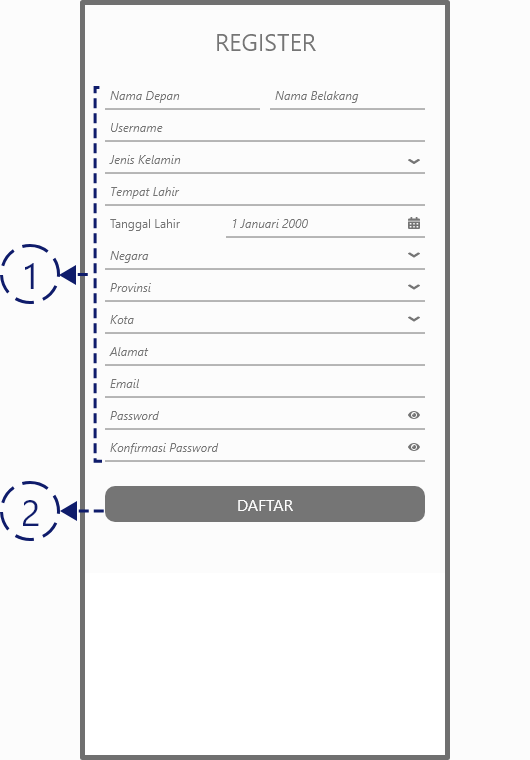 REGISTER
Nama Depan Nama Belakang
Username
Jenis Kelamin
Tempat Lahir
Tanggal Lahir 1 Januari 2000
Negara
1
Provinsi
Kota
Alamat
Email
Password
Konfirmasi Password
2
DAFTAR